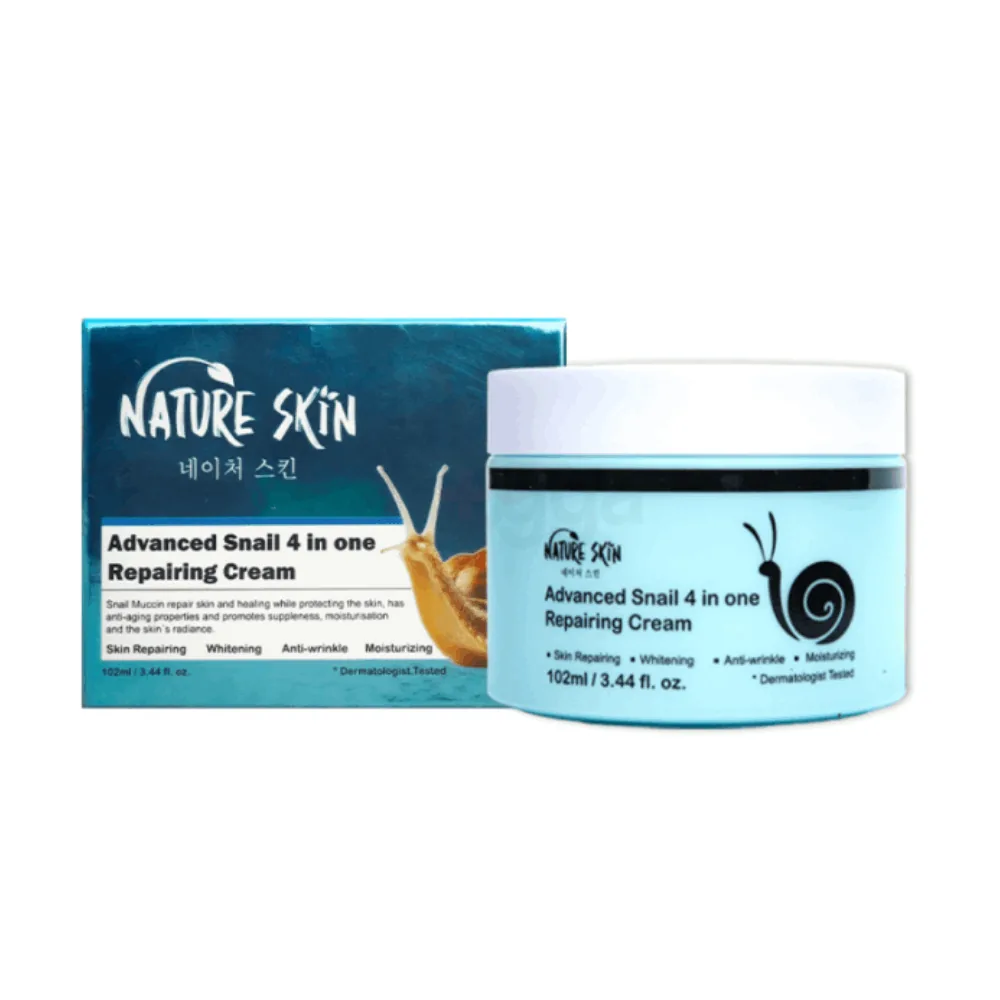 NATURE SKIN
네이처 스킨
Advanced Snail 4 in one
Repairing Cream
Snail Muccin repair skin and healing while protecting the skin, has
anti-aging properties and promotes suppleness, moisturisation
and the skin`s radiance.
Skin Repairing Whitening Anti-wrinkle Moisturizing
102ml / 3.44 fl. oz. * Dermatologist Tested
NATURE SKIN
네이처 스킨
Advanced Snail 4 in one
Repairing Cream
▪ Skin Repairing ▪ Whitening ▪ Anti-wrinkle ▪ Moisturizing
102ml / 3.44 fl. oz. * Dermatologist Tested